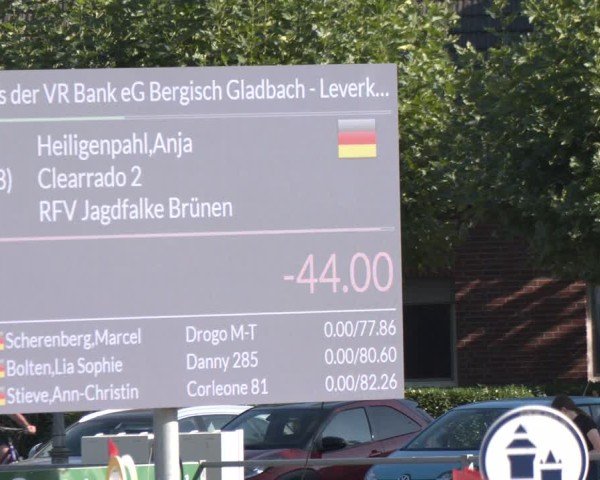 s der VR Bank eG Bergisch Gladbach - Leverk...
Heiligenpahl,Anja
3) Clearrado 2
RFV Jagdfalke Brünen
-44.00
Scherenberg,Marcel Drogo M-T 0.00/77.86
Bolten,Lia Sophie Danny 285 0.00/80.60
Stieve,Ann-Christin Corleone 81 0.00/82.26